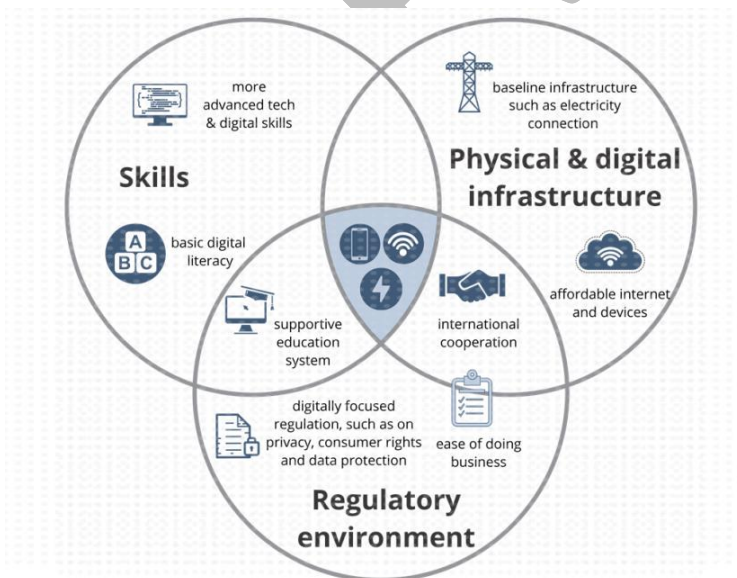 more
advanced tech
& digital skills
baseline infrastructure
such as electricity
connection
Skills
Physical & digital
infrastructure
A
B C
basic digital
literacy
supportive
education
system
international
cooperation
affordable internet
and devices
digitally focused
regulation, such as on
privacy, consumer rights
and data protection
ease of doing
business
Regulatory
environment